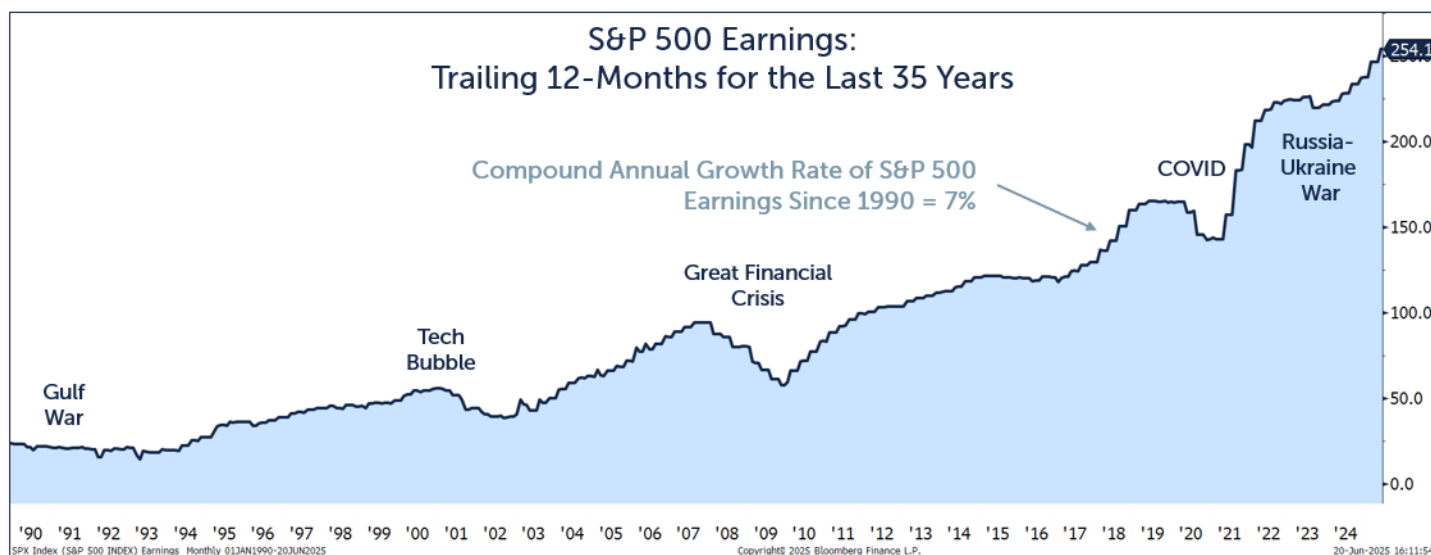 S&P 500 Earnings:
Trailing 12-Months for the Last 35 Years
254.1
250.0
200.0
150.0
100.0
50.0
0.0
Compound Annual Growth Rate of S&P 500
Earnings Since 1990 = 7%
COVID
Russia-
Ukraine
War
Great Financial
Crisis
Tech
Bubble
Gulf
War
'90 '91 '92 '93 '94 '95 '96 '97 '98 '99 '00 '01 '02 '03 '04 '05 '06 '07 '08 '09 '10 '11 '12 '13 '14 '15 '16 '17 '18 '19 '20 '21 '22 '23 '24
SPX Index (S&P 500 INDEX) Earnings Monthly 01JAN1990-20JUN2025 Copyright© 2025 Bloomberg Finance L.P. 20-Jun-2025 16:11:54